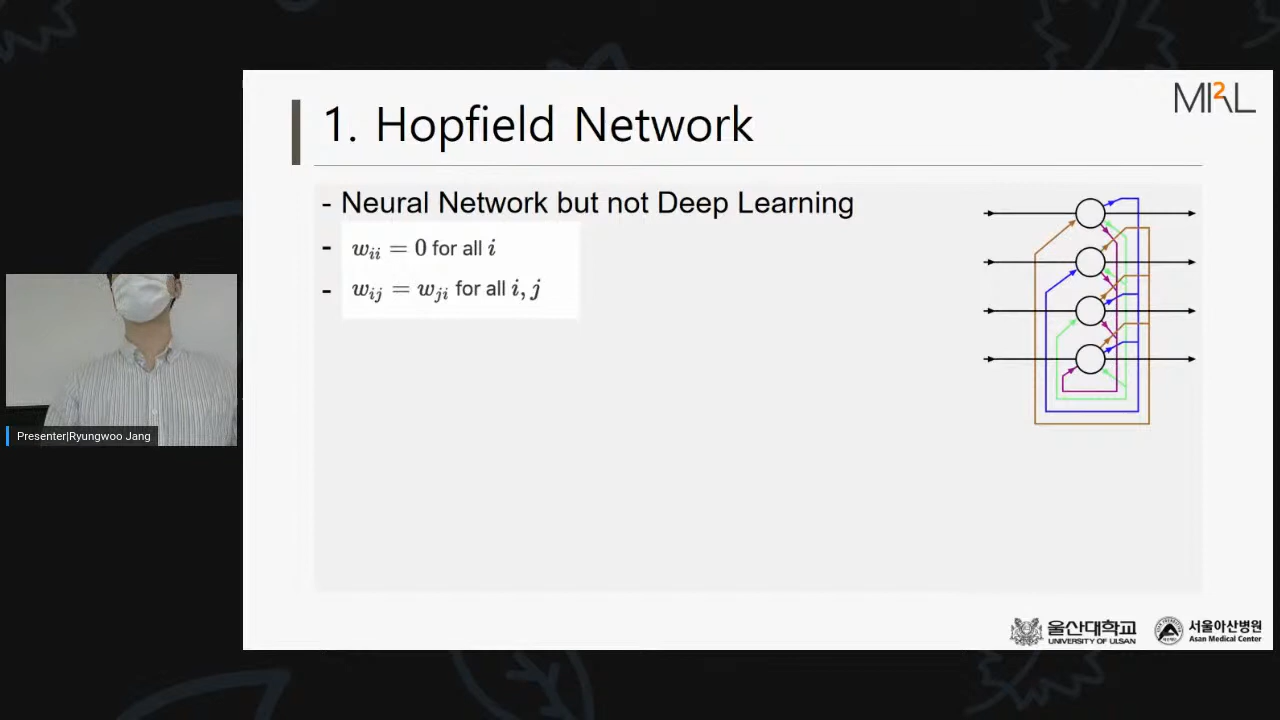 1. Hopfield Network
MI2RL
- Neural Network but not Deep Learning
- w_{ii} = 0 for all i
- w_{ij} = w_{ji} for all i, j
Presenter|Ryungwoo Jang
울산대학교
UNIVERSITY OF ULSAN
서울아산병원
Asan Medical Center